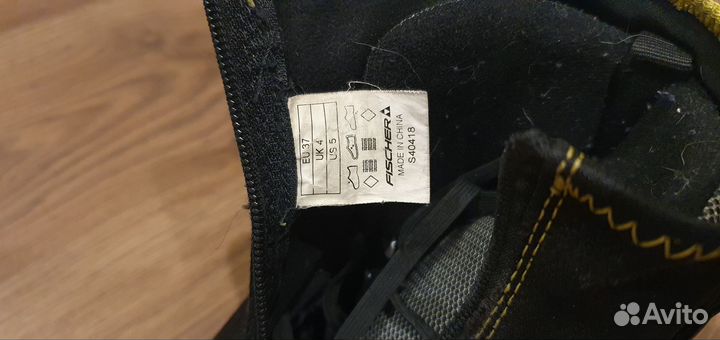 EU 37
UK 4
US 5
FISCHER
MADE IN CHINA
S40418
Avito